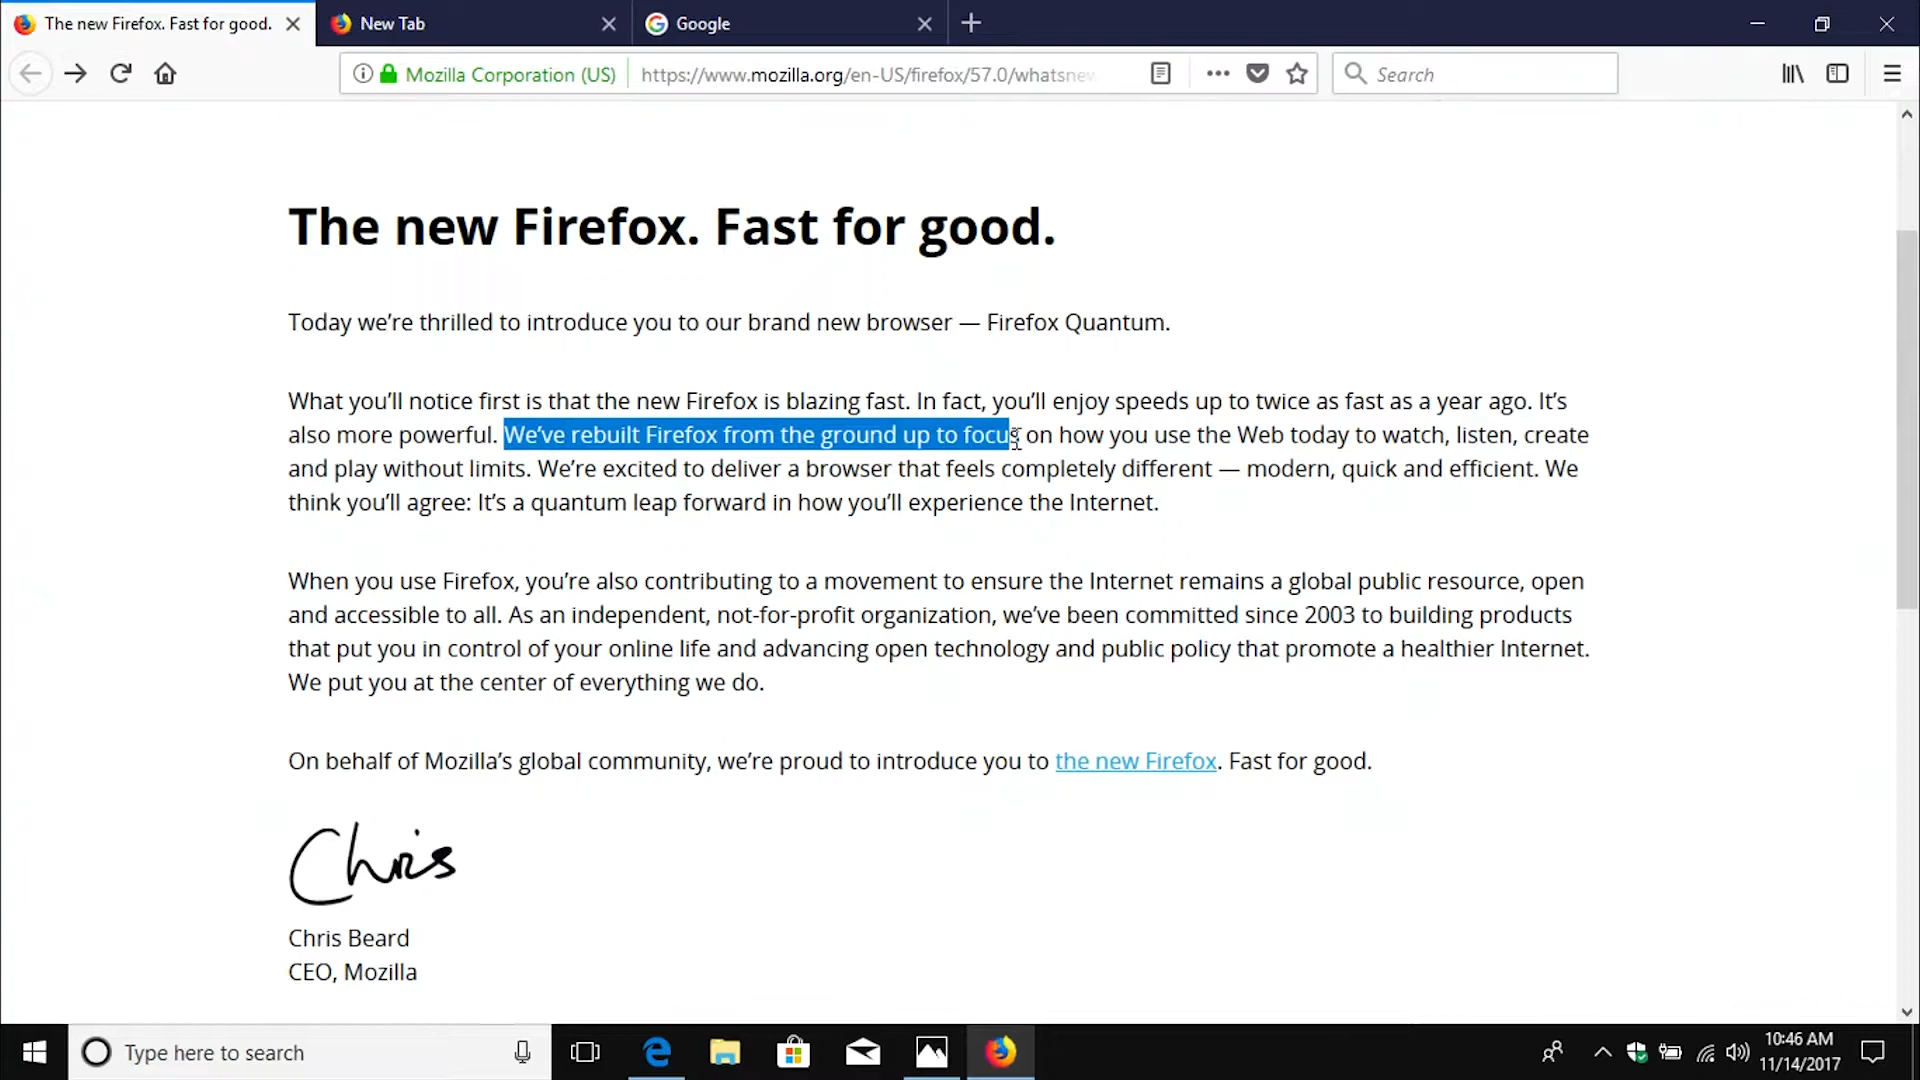 The new Firefox. Fast for good.
New Tab
Google
Mozilla Corporation (US)
https://www.mozilla.org/en-US/firefox/57.0/whatsnew
Search
The new Firefox. Fast for good.
Today we’re thrilled to introduce you to our brand new browser — Firefox Quantum.
What you’ll notice first is that the new Firefox is blazing fast. In fact, you’ll enjoy speeds up to twice as fast as a year ago. It’s
also more powerful. We’ve rebuilt Firefox from the ground up to focus on how you use the Web today to watch, listen, create
and play without limits. We’re excited to deliver a browser that feels completely different — modern, quick and efficient. We
think you’ll agree: It’s a quantum leap forward in how you’ll experience the Internet.
When you use Firefox, you’re also contributing to a movement to ensure the Internet remains a global public resource, open
and accessible to all. As an independent, not-for-profit organization, we’ve been committed since 2003 to building products
that put you in control of your online life and advancing open technology and public policy that promote a healthier Internet.
We put you at the center of everything we do.
On behalf of Mozilla’s global community, we’re proud to introduce you to the new Firefox. Fast for good.
Chris
Chris Beard
CEO, Mozilla
Type here to search
10:46 AM
11/14/2017